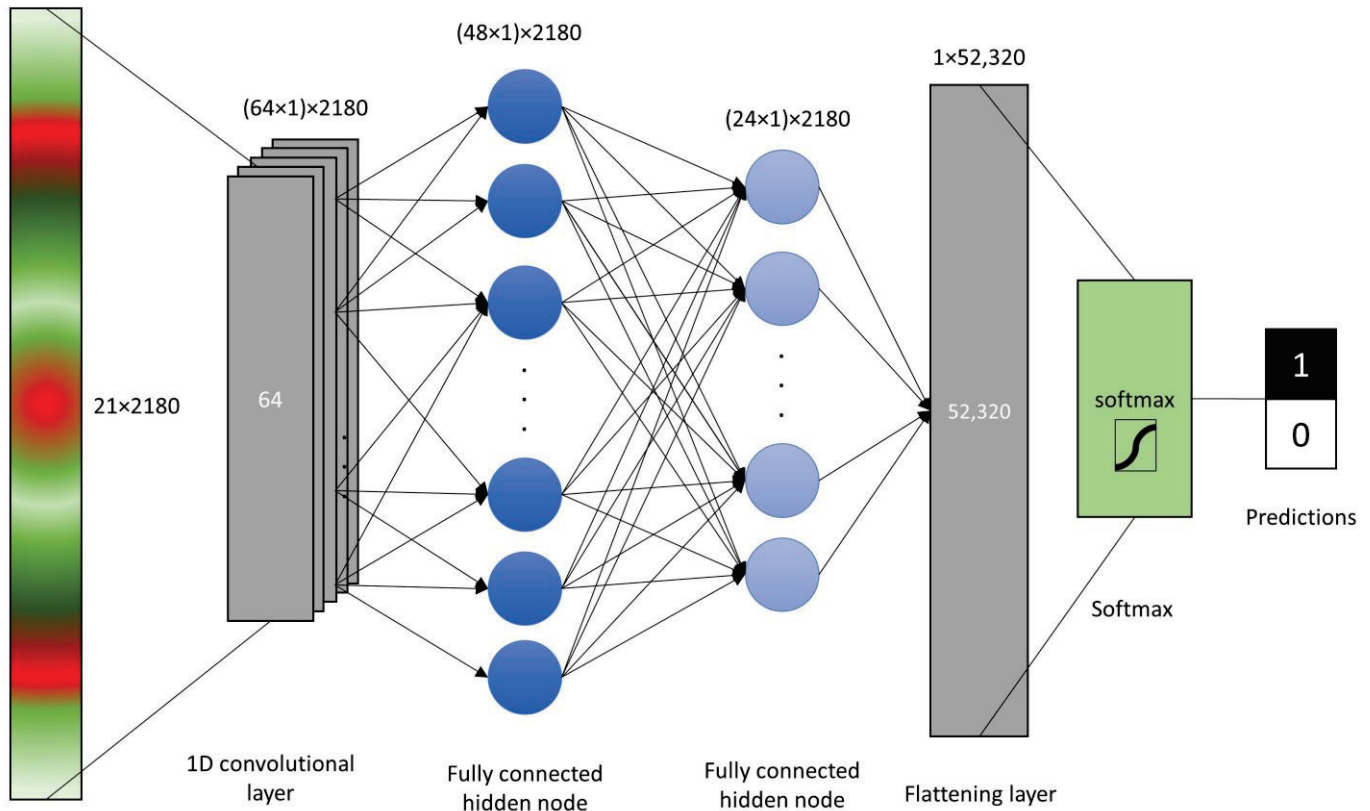 (48×1)×2180
1×52,320
(64×1)×2180
(24×1)×2180
21×2180
64
52,320
softmax
1
0
Predictions
Softmax
1D convolutional
layer
Fully connected
hidden node
Fully connected
hidden node
Flattening layer